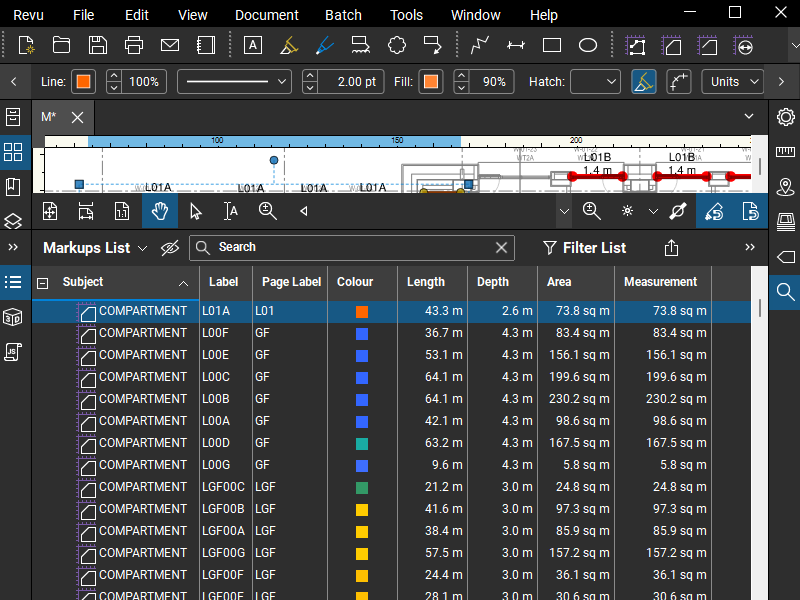 Revu File Edit View Document Batch Tools Window Help
Line: 100% 2.00 pt Fill: 90% Hatch: Units
M*
100 150 200
L01B L01B
WT2A
1.4 m 1.4 m
L01A L01A L01A L01A
Markups List Search Filter List
Subject Label Page Label Colour Length Depth Area Measurement
COMPARTMENT L01A L01 43.3 m 2.6 m 73.8 sq m 73.8 sq m
COMPARTMENT L00F GF 36.7 m 4.3 m 83.4 sq m 83.4 sq m
COMPARTMENT L00E GF 53.1 m 4.3 m 156.1 sq m 156.1 sq m
COMPARTMENT L00C GF 64.1 m 4.3 m 199.6 sq m 199.6 sq m
COMPARTMENT L00B GF 64.1 m 4.3 m 230.2 sq m 230.2 sq m
COMPARTMENT L00A GF 42.1 m 4.3 m 98.6 sq m 98.6 sq m
COMPARTMENT L00D GF 63.2 m 4.3 m 167.5 sq m 167.5 sq m
COMPARTMENT L00G GF 9.6 m 4.3 m 5.8 sq m 5.8 sq m
COMPARTMENT LGF00C LGF 21.2 m 3.0 m 24.8 sq m 24.8 sq m
COMPARTMENT LGF00B LGF 41.6 m 3.0 m 97.3 sq m 97.3 sq m
COMPARTMENT LGF00A LGF 38.4 m 3.0 m 85.9 sq m 85.9 sq m
COMPARTMENT LGF00G LGF 57.5 m 3.0 m 157.2 sq m 157.2 sq m
COMPARTMENT LGF00F LGF 24.4 m 3.0 m 36.1 sq m 36.1 sq m
COMPARTMENT LGF00E LGF 28.1 m 3.0 m 30.6 sq m 30.6 sq m